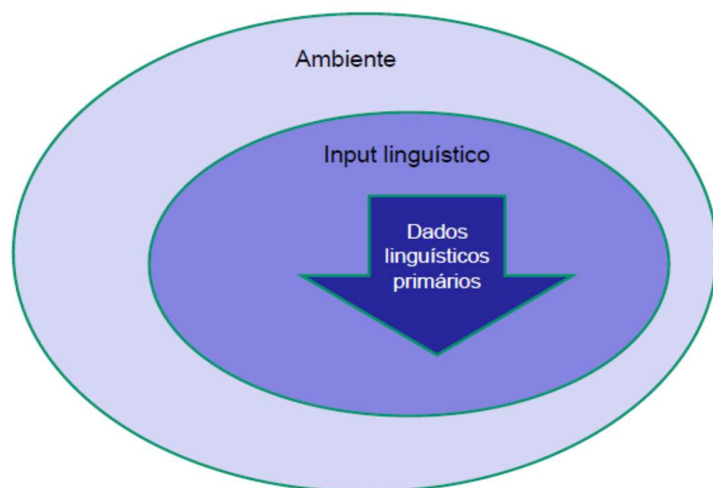 Ambiente
Input linguístico
Dados
linguísticos
primários